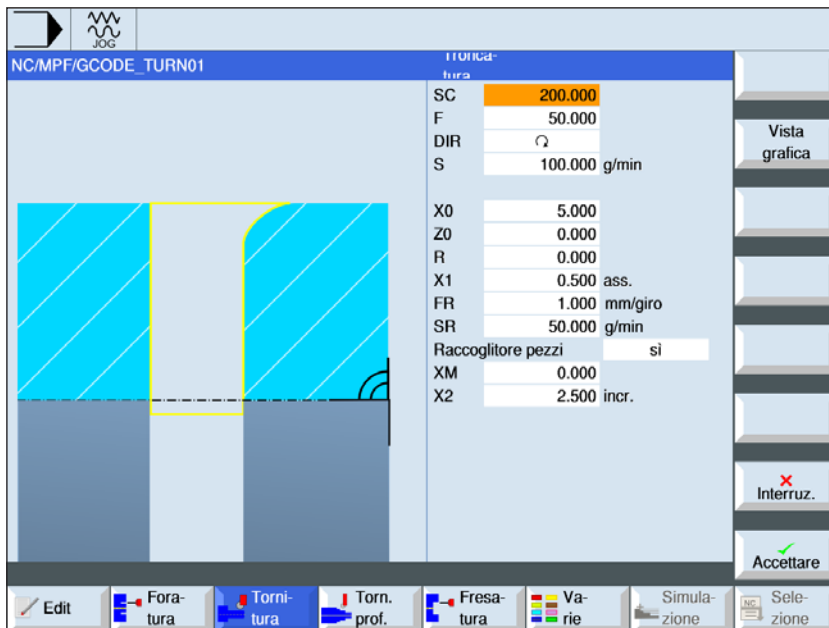 JOG
NC/MPF/GCODE_TURN01
Tronca-
tura
SC 200.000
F 50.000
DIR
S 100.000 g/min
X0 5.000
Z0 0.000
R 0.000
X1 0.500 ass.
FR 1.000 mm/giro
SR 50.000 g/min
Raccoglitore pezzi sì
XM 0.000
X2 2.500 incr.
Vista
grafica
Interruz.
Accettare
Edit
Fora-
tura
Torni-
tura
Torn.
prof.
Fresa-
tura
Va-
rie
Simula-
zione
NC
Sele-
zione